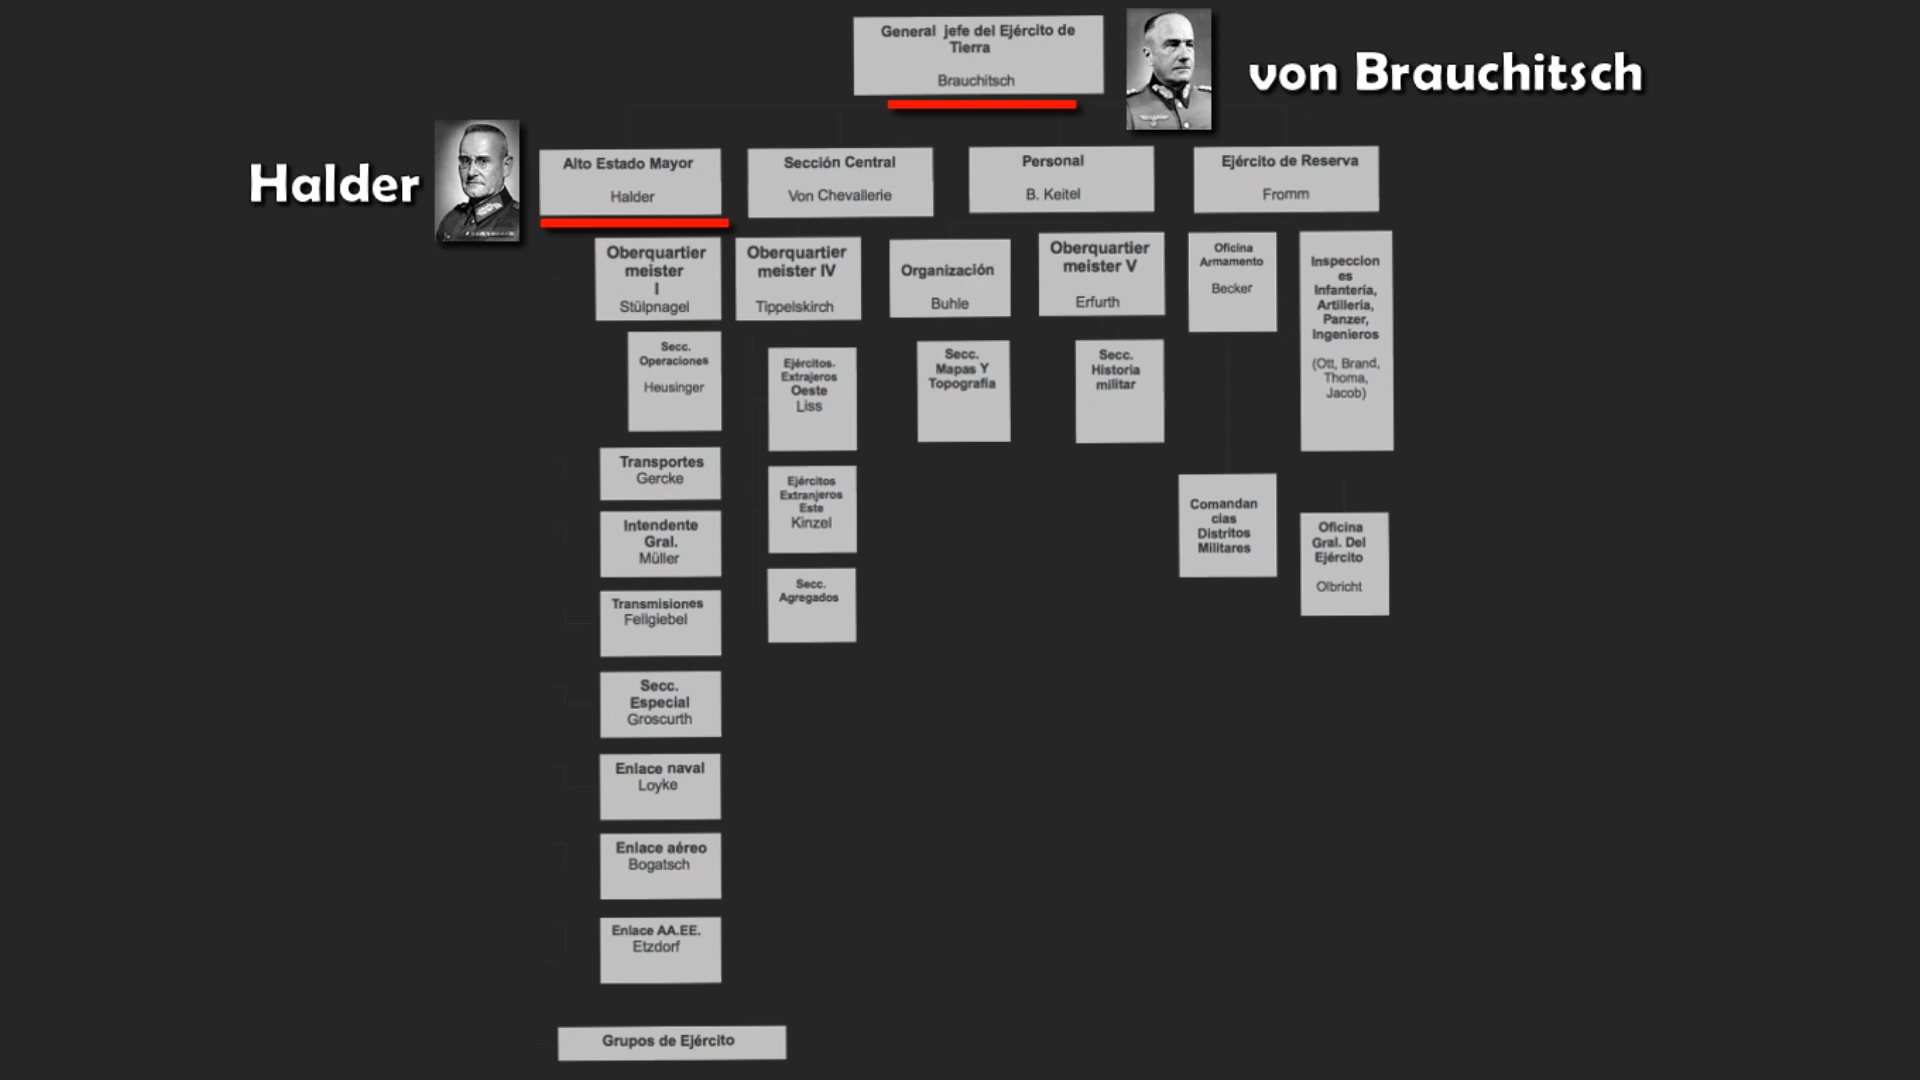 General jefe del Ejército de
Tierra
Brauchitsch
von Brauchitsch
Halder
Alto Estado Mayor
Halder
Sección Central
Von Chevallerie
Personal
B. Keitel
Ejército de Reserva
Fromm
Oberquartier
meister
I
Stülpnagel
Oberquartier
meister IV
Tippelskirch
Organización
Buhle
Oberquartier
meister V
Erfurth
Oficina
Armamento
Becker
Inspeccion
es
Infantería,
Artillería,
Panzer,
Ingenieros
(Ott, Brand,
Thoma,
Jacob)
Secc.
Operaciones
Heusinger
Ejércitos.
Extrajeros
Oeste
Liss
Secc.
Mapas Y
Topografía
Secc.
Historia
militar
Transportes
Gercke
Ejércitos
Extranjeros
Este
Kinzel
Comandan
cias
Distritos
Militares
Oficina
Gral. Del
Ejército
Olbricht
Intendente
Gral.
Müller
Secc.
Agregados
Transmisiones
Fellgiebel
Secc.
Especial
Groscurth
Enlace naval
Loyke
Enlace aéreo
Bogatsch
Enlace AA.EE.
Etzdorf
Grupos de Ejército